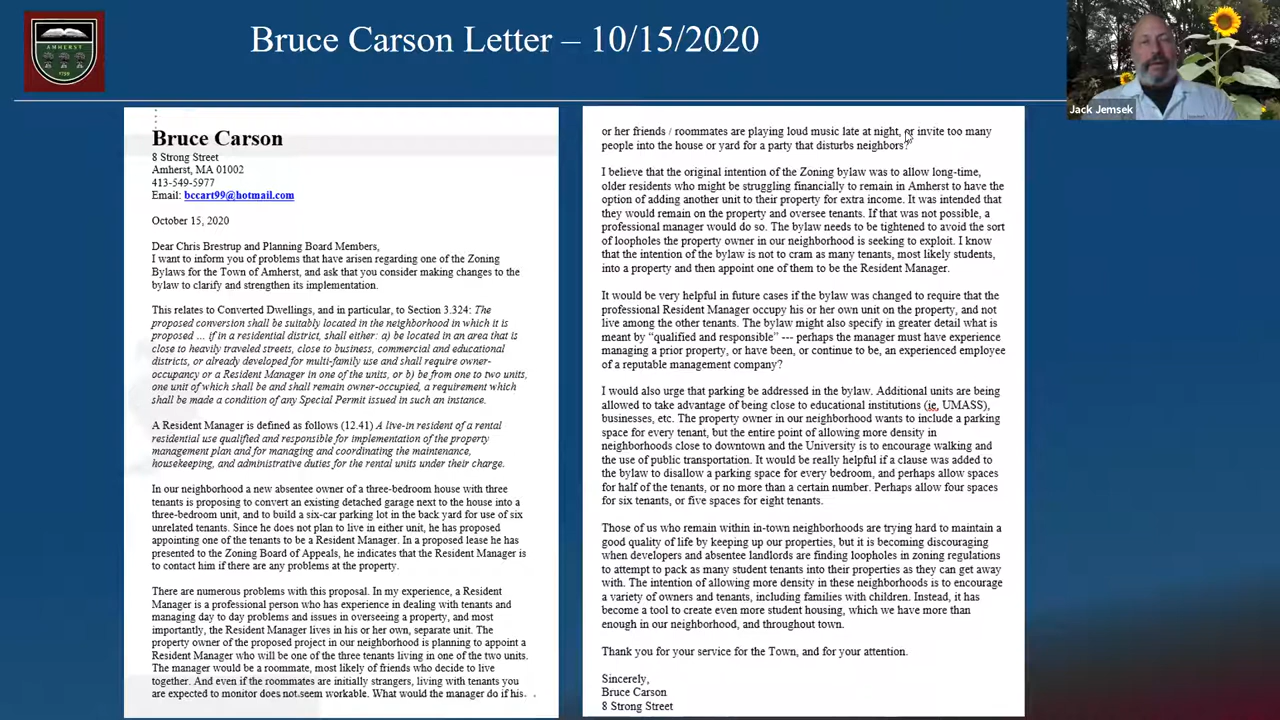 Bruce Carson Letter – 10/15/2020
AMHERST
Jack Jemsek
Bruce Carson
8 Strong Street
Amherst, MA 01002
413-549-5977
Email: bccart99@hotmail.com
October 15, 2020
Dear Chris Brestrup and Planning Board Members,
I want to inform you of problems that have arisen regarding one of the Zoning
Bylaws for the Town of Amherst, and ask that you consider making changes to the
bylaw to clarify and strengthen its implementation.
This relates to Converted Dwellings, and in particular, to Section 3.324: The
proposed conversion shall be suitably located in the neighborhood in which it is
proposed ... if in a residential district, shall either: a) be located in an area that is
close to heavily traveled streets, close to business, commercial and educational
districts, or already developed for multi-family use and shall require owner-
occupancy or a Resident Manager in one of the units, or b) be from one to two units,
one unit of which shall be and shall remain owner-occupied, a requirement which
shall be made a condition of any Special Permit issued in such an instance.
A Resident Manager is defined as follows (12.41) A live-in resident of a rental
residential use qualified and responsible for implementation of the property
management plan and for managing and coordinating the maintenance,
housekeeping, and administrative duties for the rental units under their charge.
In our neighborhood a new absentee owner of a three-bedroom house with three
tenants is proposing to convert an existing detached garage next to the house into a
three-bedroom unit, and to build a six-car parking lot in the back yard for use of six
unrelated tenants. Since he does not plan to live in either unit, he has proposed
appointing one of the tenants to be a Resident Manager. In a proposed lease he has
presented to the Zoning Board of Appeals, he indicates that the Resident Manager is
to contact him if there are any problems at the property.
There are numerous problems with this proposal. In my experience, a Resident
Manager is a professional person who has experience in dealing with tenants and
managing day to day problems and issues in overseeing a property, and most
importantly, the Resident Manager lives in his or her own, separate unit. The
property owner of the proposed project in our neighborhood is planning to appoint a
Resident Manager who will be one of the three tenants living in one of the two units.
The manager would be a roommate, most likely of friends who decide to live
together. And even if the roommates are initially strangers, living with tenants you
are expected to monitor does not seem workable. What would the manager do if his
or her friends / roommates are playing loud music late at night, or invite too many
people into the house or yard for a party that disturbs neighbors?
I believe that the original intention of the Zoning bylaw was to allow long-time,
older residents who might be struggling financially to remain in Amherst to have the
option of adding another unit to their property for extra income. It was intended that
they would remain on the property and oversee tenants. If that was not possible, a
professional manager would do so. The bylaw needs to be tightened to avoid the sort
of loopholes the property owner in our neighborhood is seeking to exploit. I know
that the intention of the bylaw is not to cram as many tenants, most likely students,
into a property and then appoint one of them to be the Resident Manager.
It would be very helpful in future cases if the bylaw was changed to require that the
professional Resident Manager occupy his or her own unit on the property, and not
live among the other tenants. The bylaw might also specify in greater detail what is
meant by “qualified and responsible” --- perhaps the manager must have experience
managing a prior property, or have been, or continue to be, an experienced employee
of a reputable management company?
I would also urge that parking be addressed in the bylaw. Additional units are being
allowed to take advantage of being close to educational institutions (ie, UMASS),
businesses, etc. The property owner in our neighborhood wants to include a parking
space for every tenant, but the entire point of allowing more density in
neighborhoods close to downtown and the University is to encourage walking and
the use of public transportation. It would be really helpful if a clause was added to
the bylaw to disallow a parking space for every bedroom, and perhaps allow spaces
for half of the tenants, or no more than a certain number. Perhaps allow four spaces
for six tenants, or five spaces for eight tenants.
Those of us who remain within in-town neighborhoods are trying hard to maintain a
good quality of life by keeping up our properties, but it is becoming discouraging
when developers and absentee landlords are finding loopholes in zoning regulations
to attempt to pack as many student tenants into their properties as they can get away
with. The intention of allowing more density in these neighborhoods is to encourage
a variety of owners and tenants, including families with children. Instead, it has
become a tool to create even more student housing, which we have more than
enough in our neighborhood, and throughout town.
Thank you for your service for the Town, and for your attention.
Sincerely,
Bruce Carson
8 Strong Street